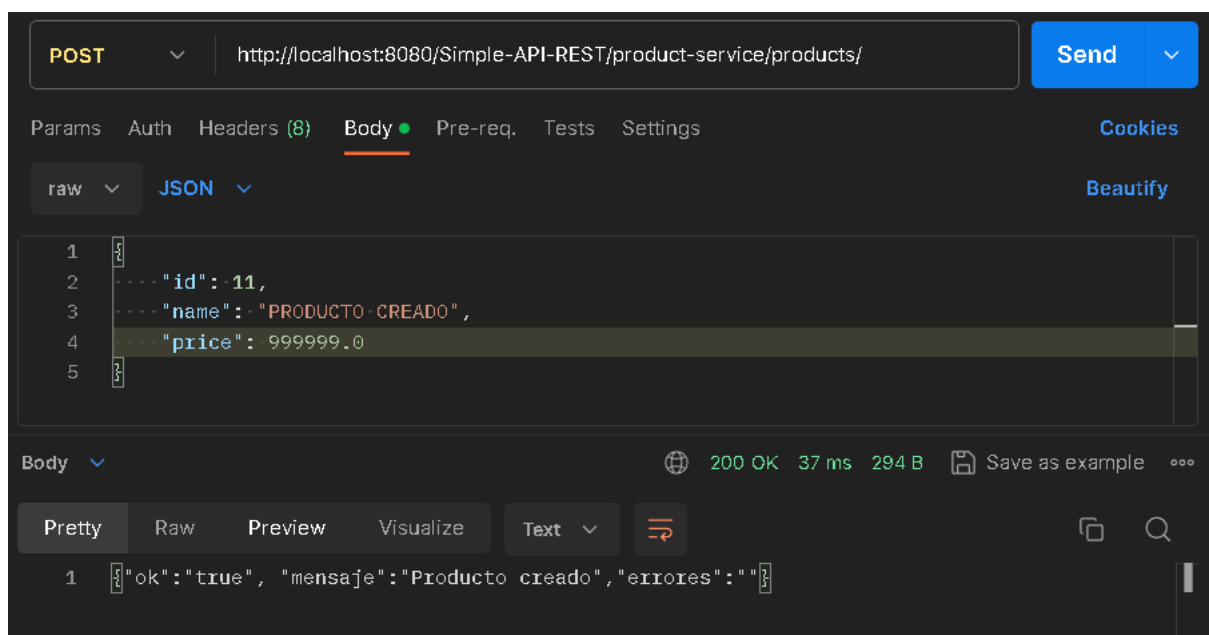 POST http://localhost:8080/Simple-API-REST/product-service/products/ Send
Params Auth Headers (8) Body Pre-req. Tests Settings Cookies
raw JSON Beautify
1 {
2 "id": 11,
3 "name": "PRODUCTO CREADO",
4 "price": 999999.0
5 }
Body 200 OK 37 ms 294 B Save as example
Pretty Raw Preview Visualize Text
1 {"ok":"true", "mensaje":"Producto creado","errores":""}